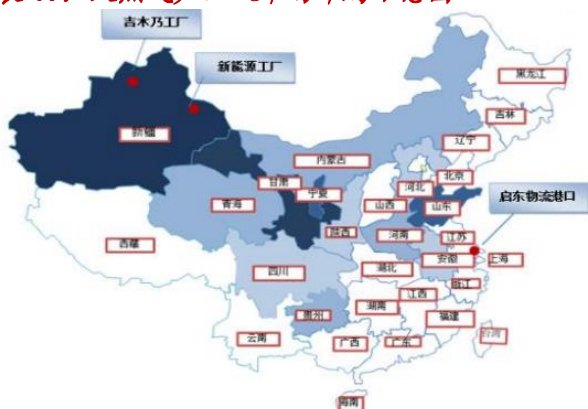 吉木乃工厂
新能源工厂
黑龙江
吉林
新疆
辽宁
内蒙古
北京
甘肃
河北
宁夏
启东物流港口
青海
山西
山东
陕西
河南
江苏
西藏
安徽
上海
四川
湖北
浙江
江西
湖南
贵州
福建
云南
广西
广东
台湾
海南